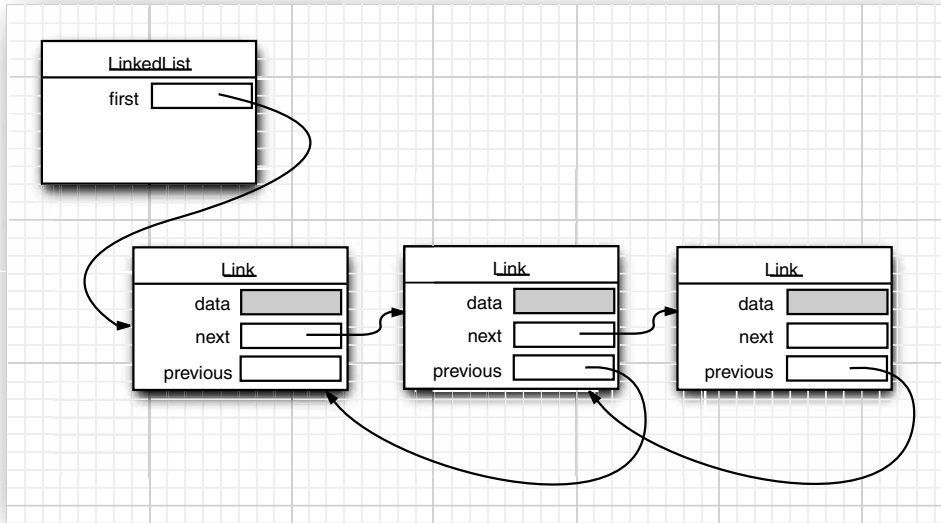 LinkedList
first
Link
data
next
previous
Link
data
next
previous
Link
data
next
previous